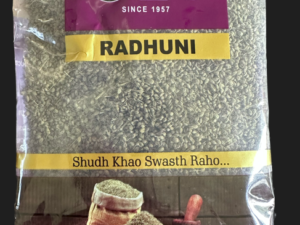 SINCE 1957
RADHUNI
Shudh Khao Swasth Raho...